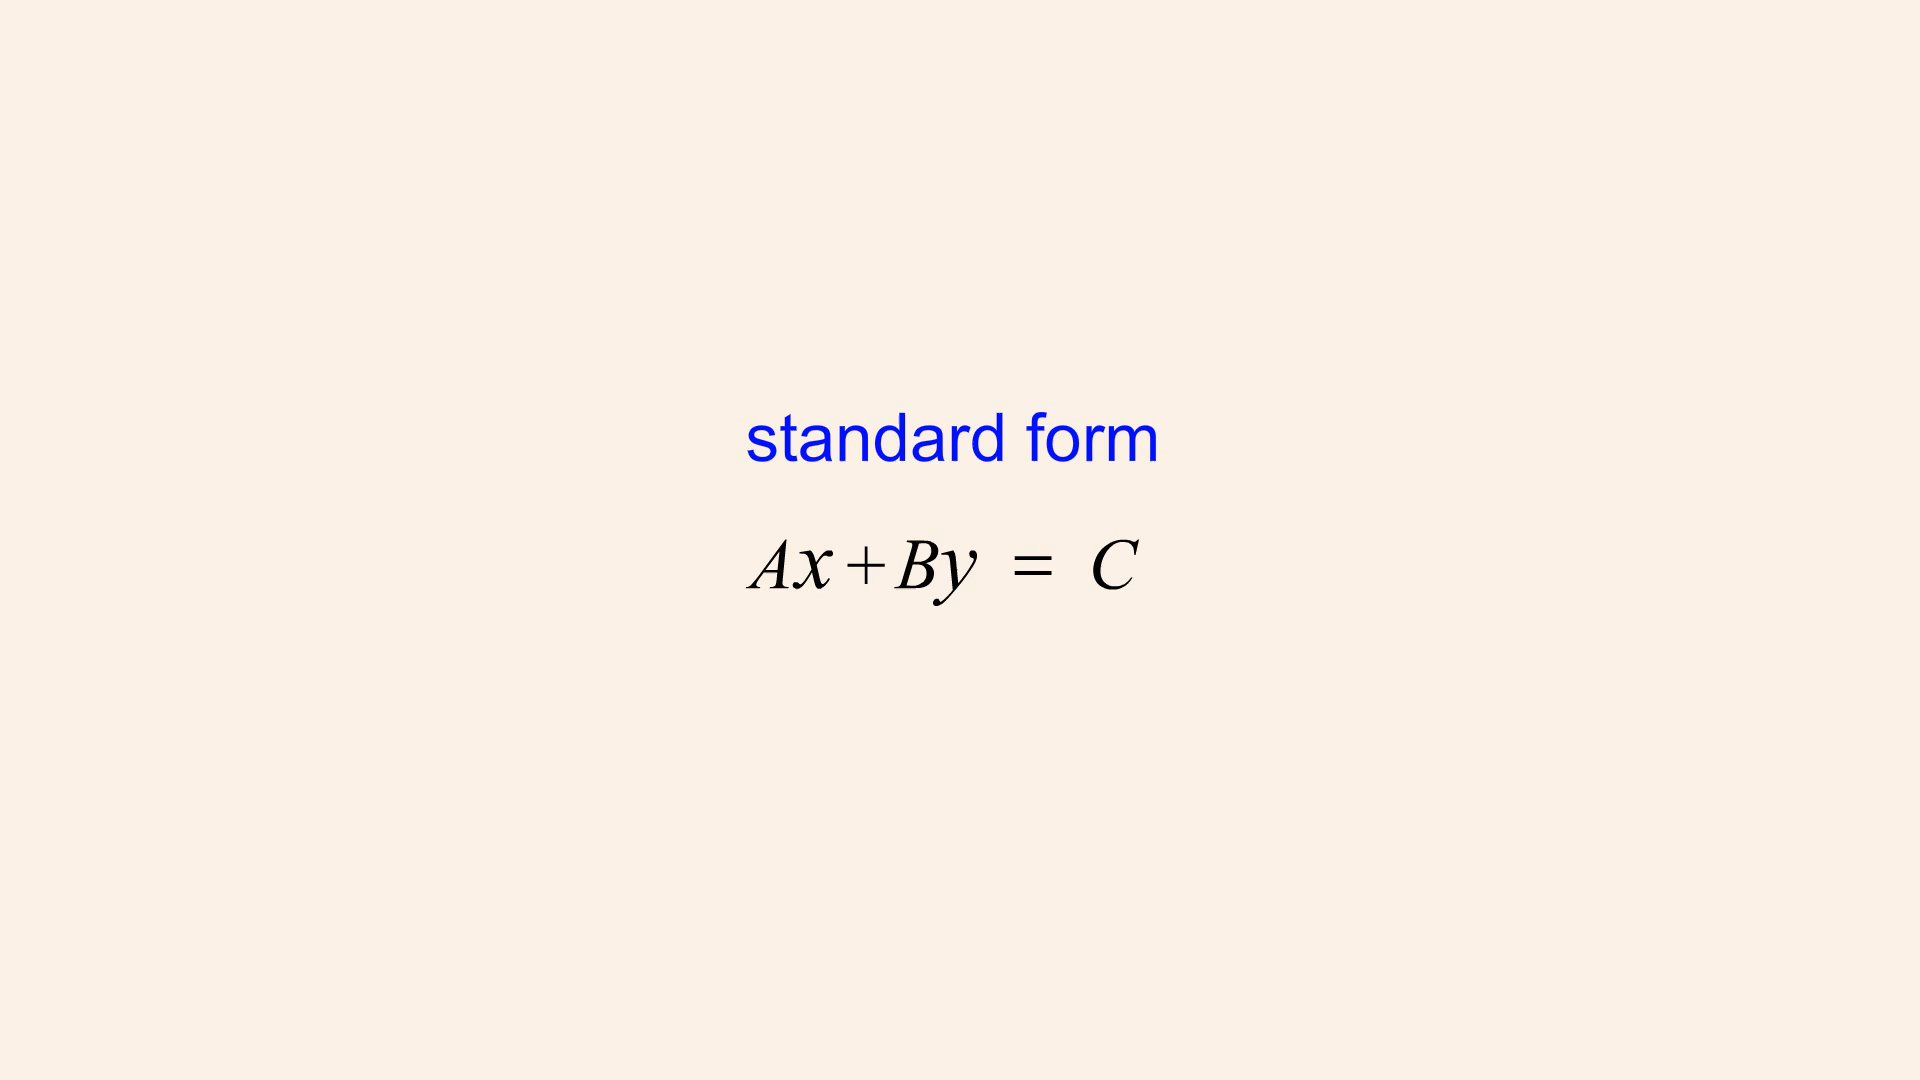 standard form
Ax + By = C